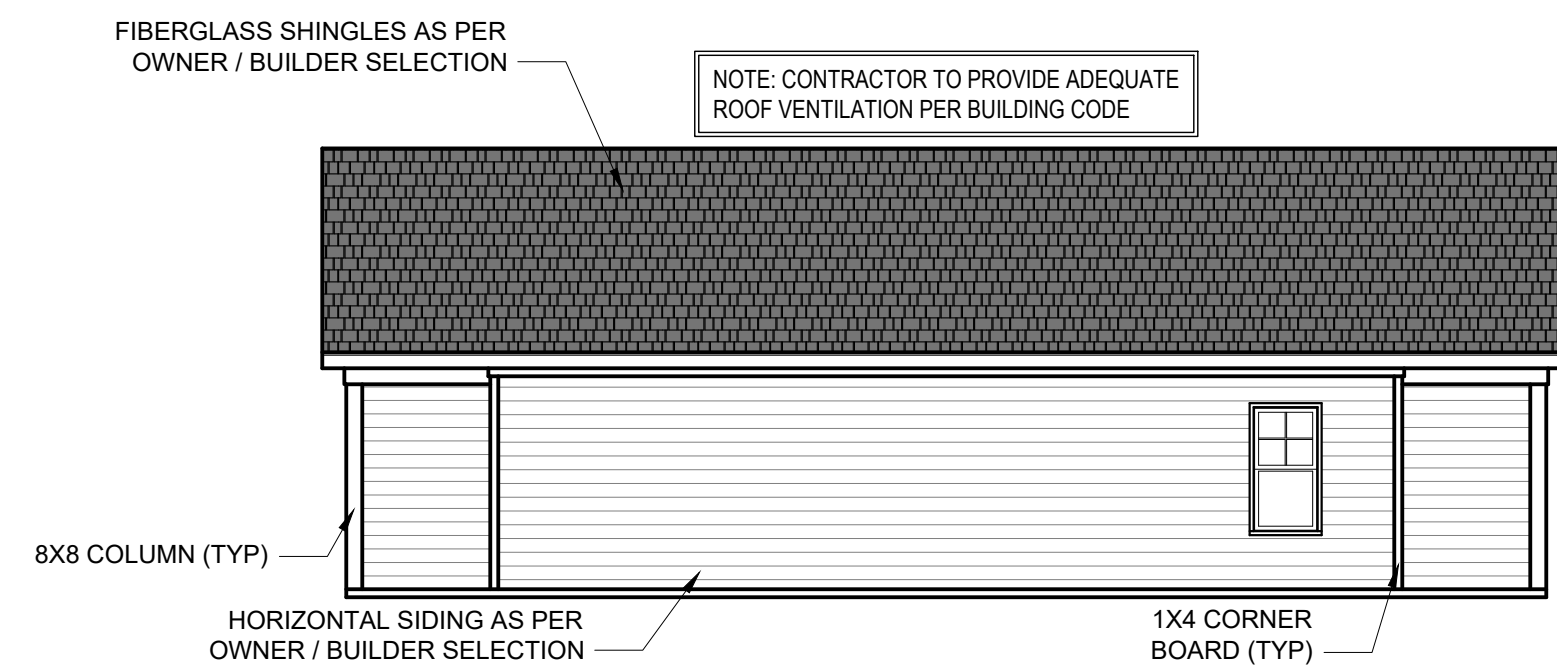 FIBERGLASS SHINGLES AS PER
OWNER / BUILDER SELECTION
NOTE: CONTRACTOR TO PROVIDE ADEQUATE
ROOF VENTILATION PER BUILDING CODE
8X8 COLUMN (TYP)
HORIZONTAL SIDING AS PER
OWNER / BUILDER SELECTION
1X4 CORNER
BOARD (TYP)